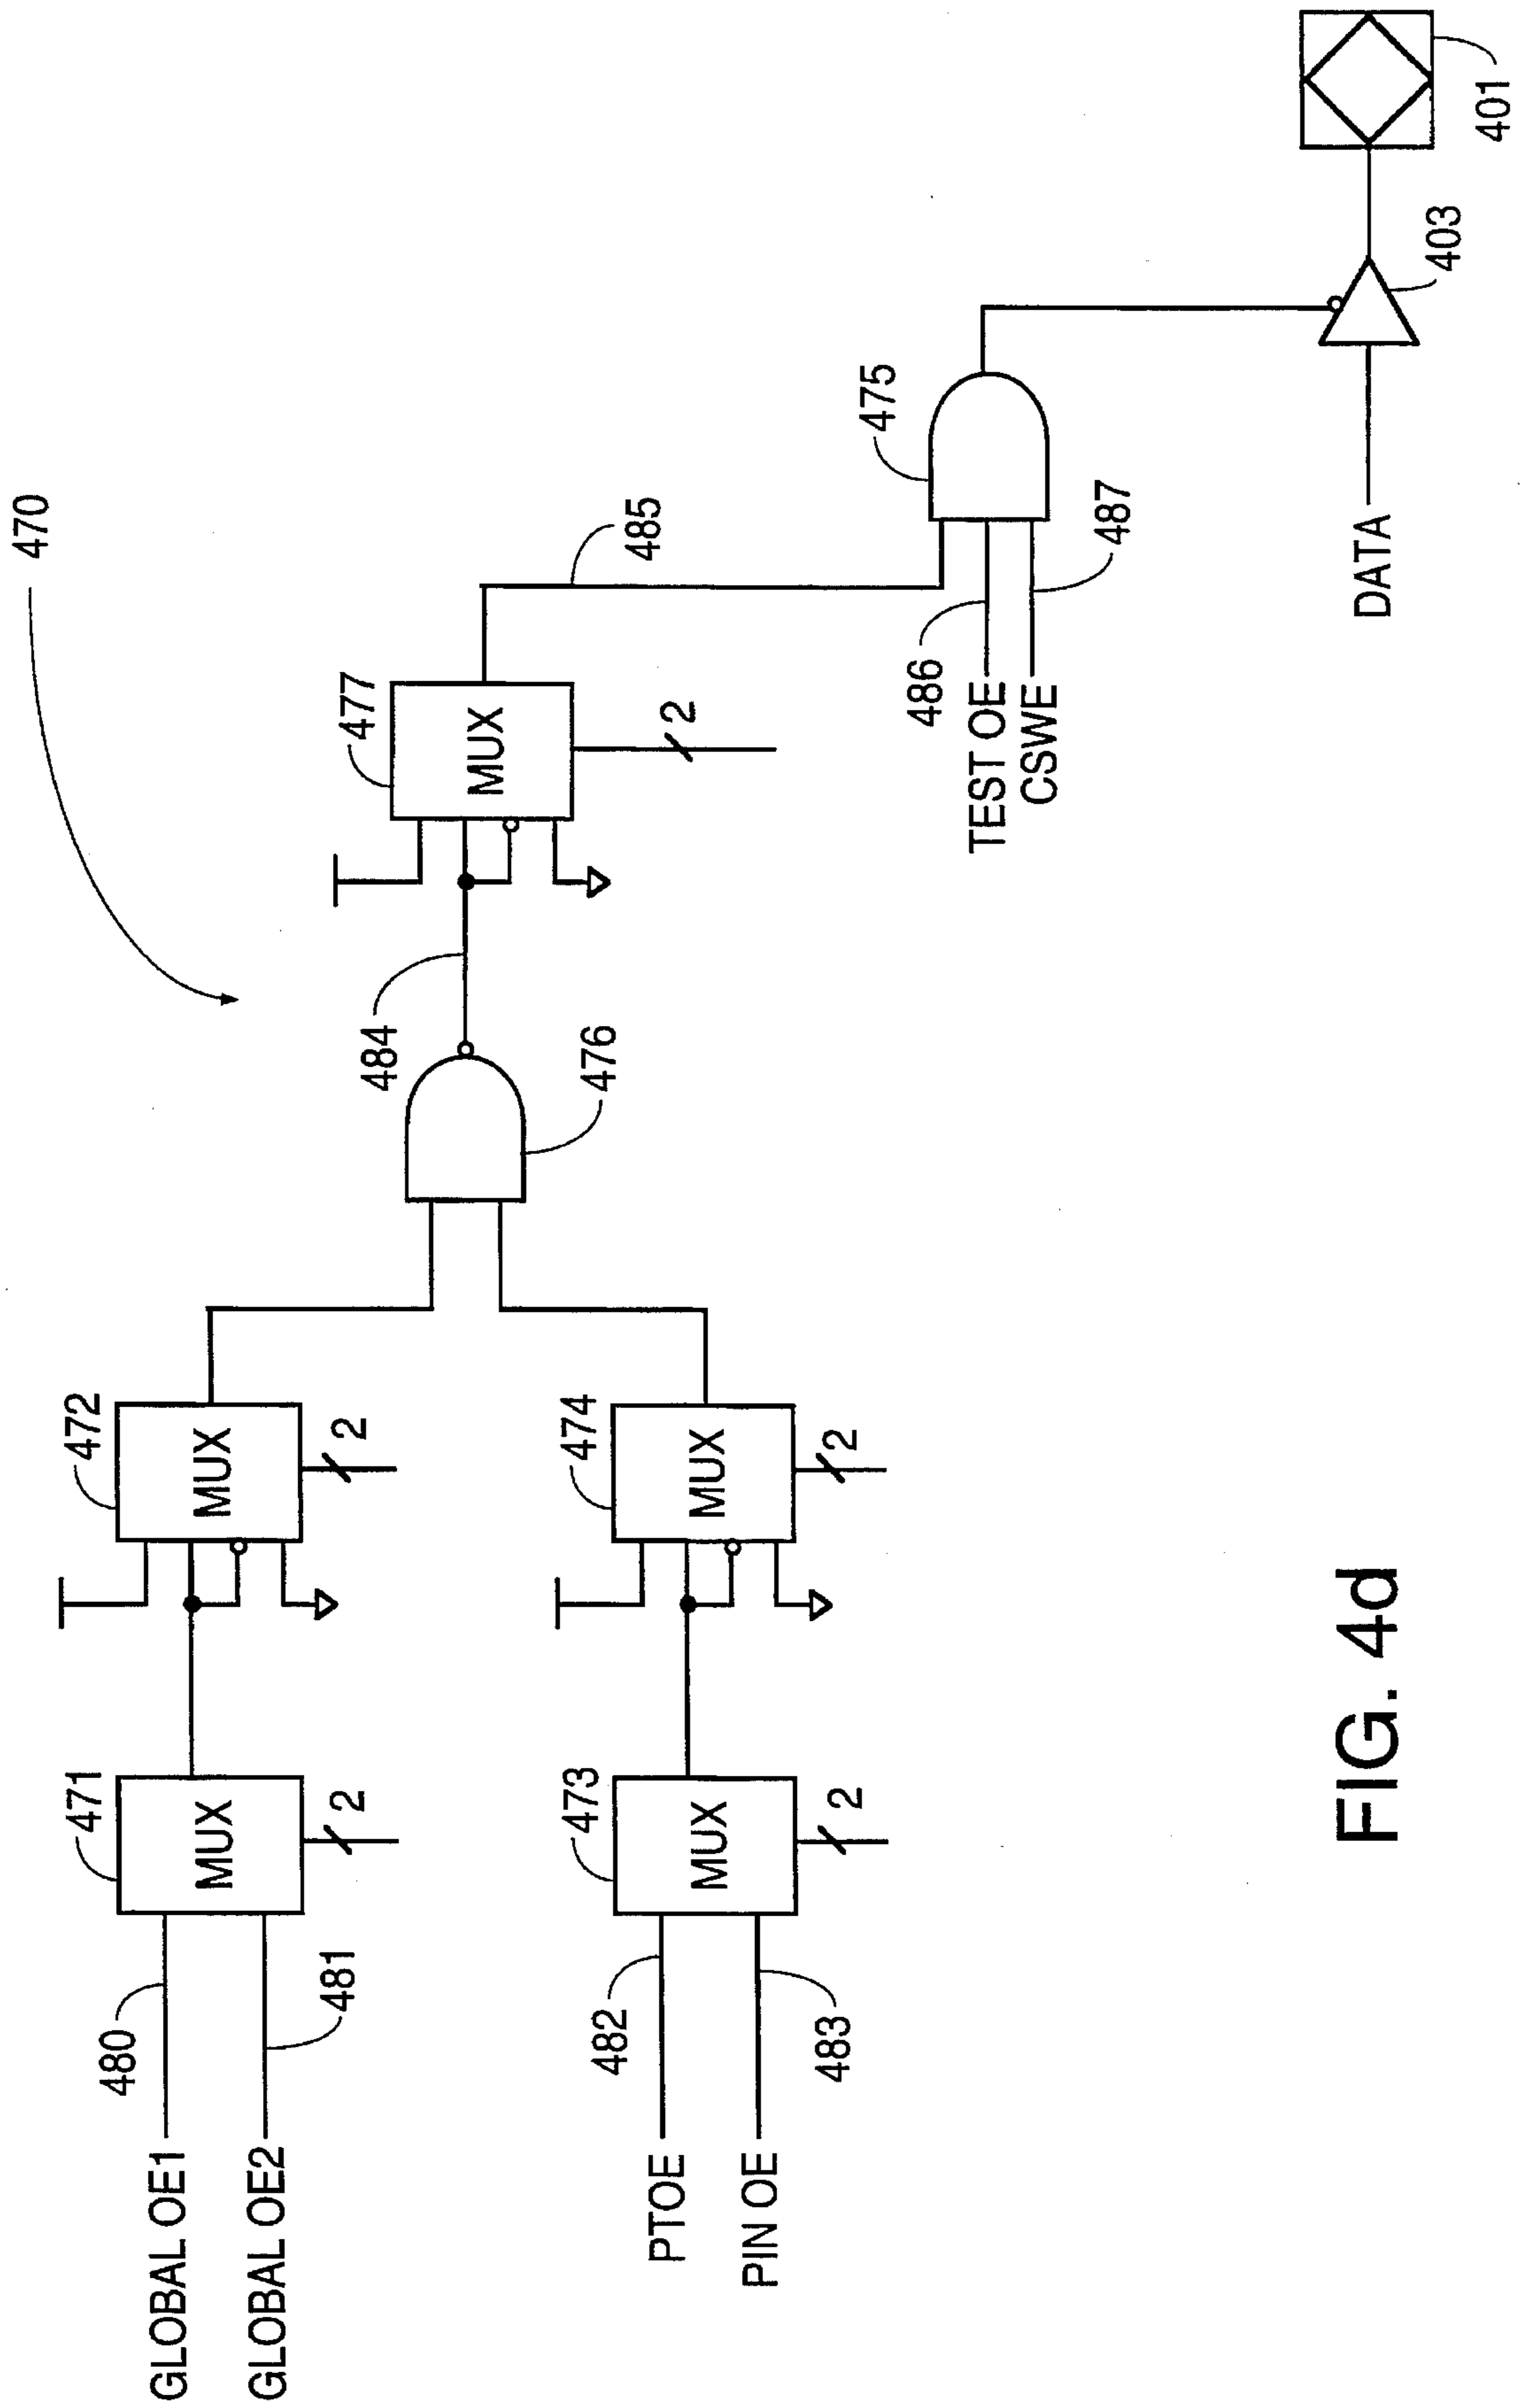 470
GLOBAL OE1
480
GLOBAL OE2
481
471
MUX
2
472
MUX
2
PTOE
482
PIN OE
483
473
MUX
2
474
MUX
2
476
484
477
MUX
2
485
TEST OE
486
CSWE
487
475
DATA
403
401
FIG. 4d